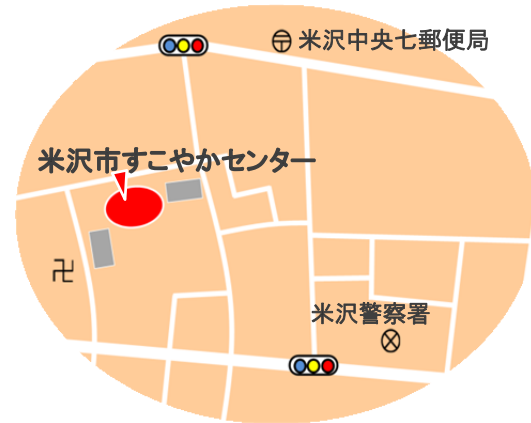 〶 米沢中央七郵便局
米沢市すこやかセンター
卍
米沢警察署